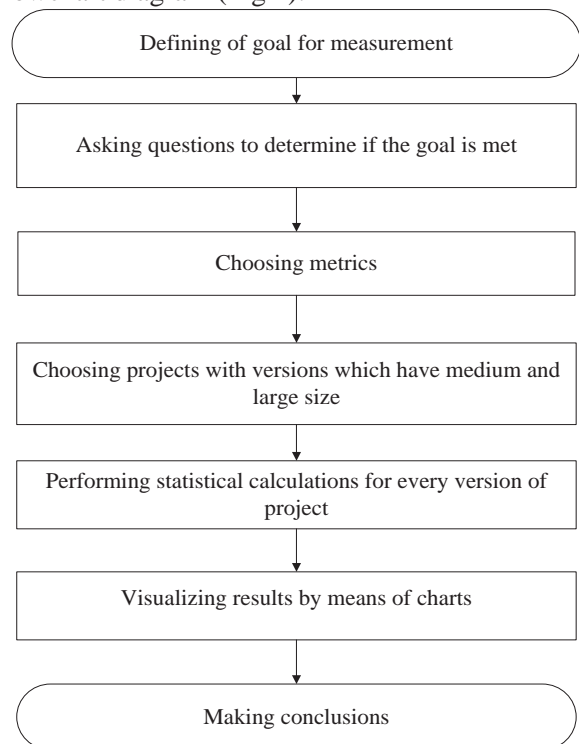 Defining of goal for measurement
Asking questions to determine if the goal is met
Choosing metrics
Choosing projects with versions which have medium and
large size
Performing statistical calculations for every version of
project
Visualizing results by means of charts
Making conclusions